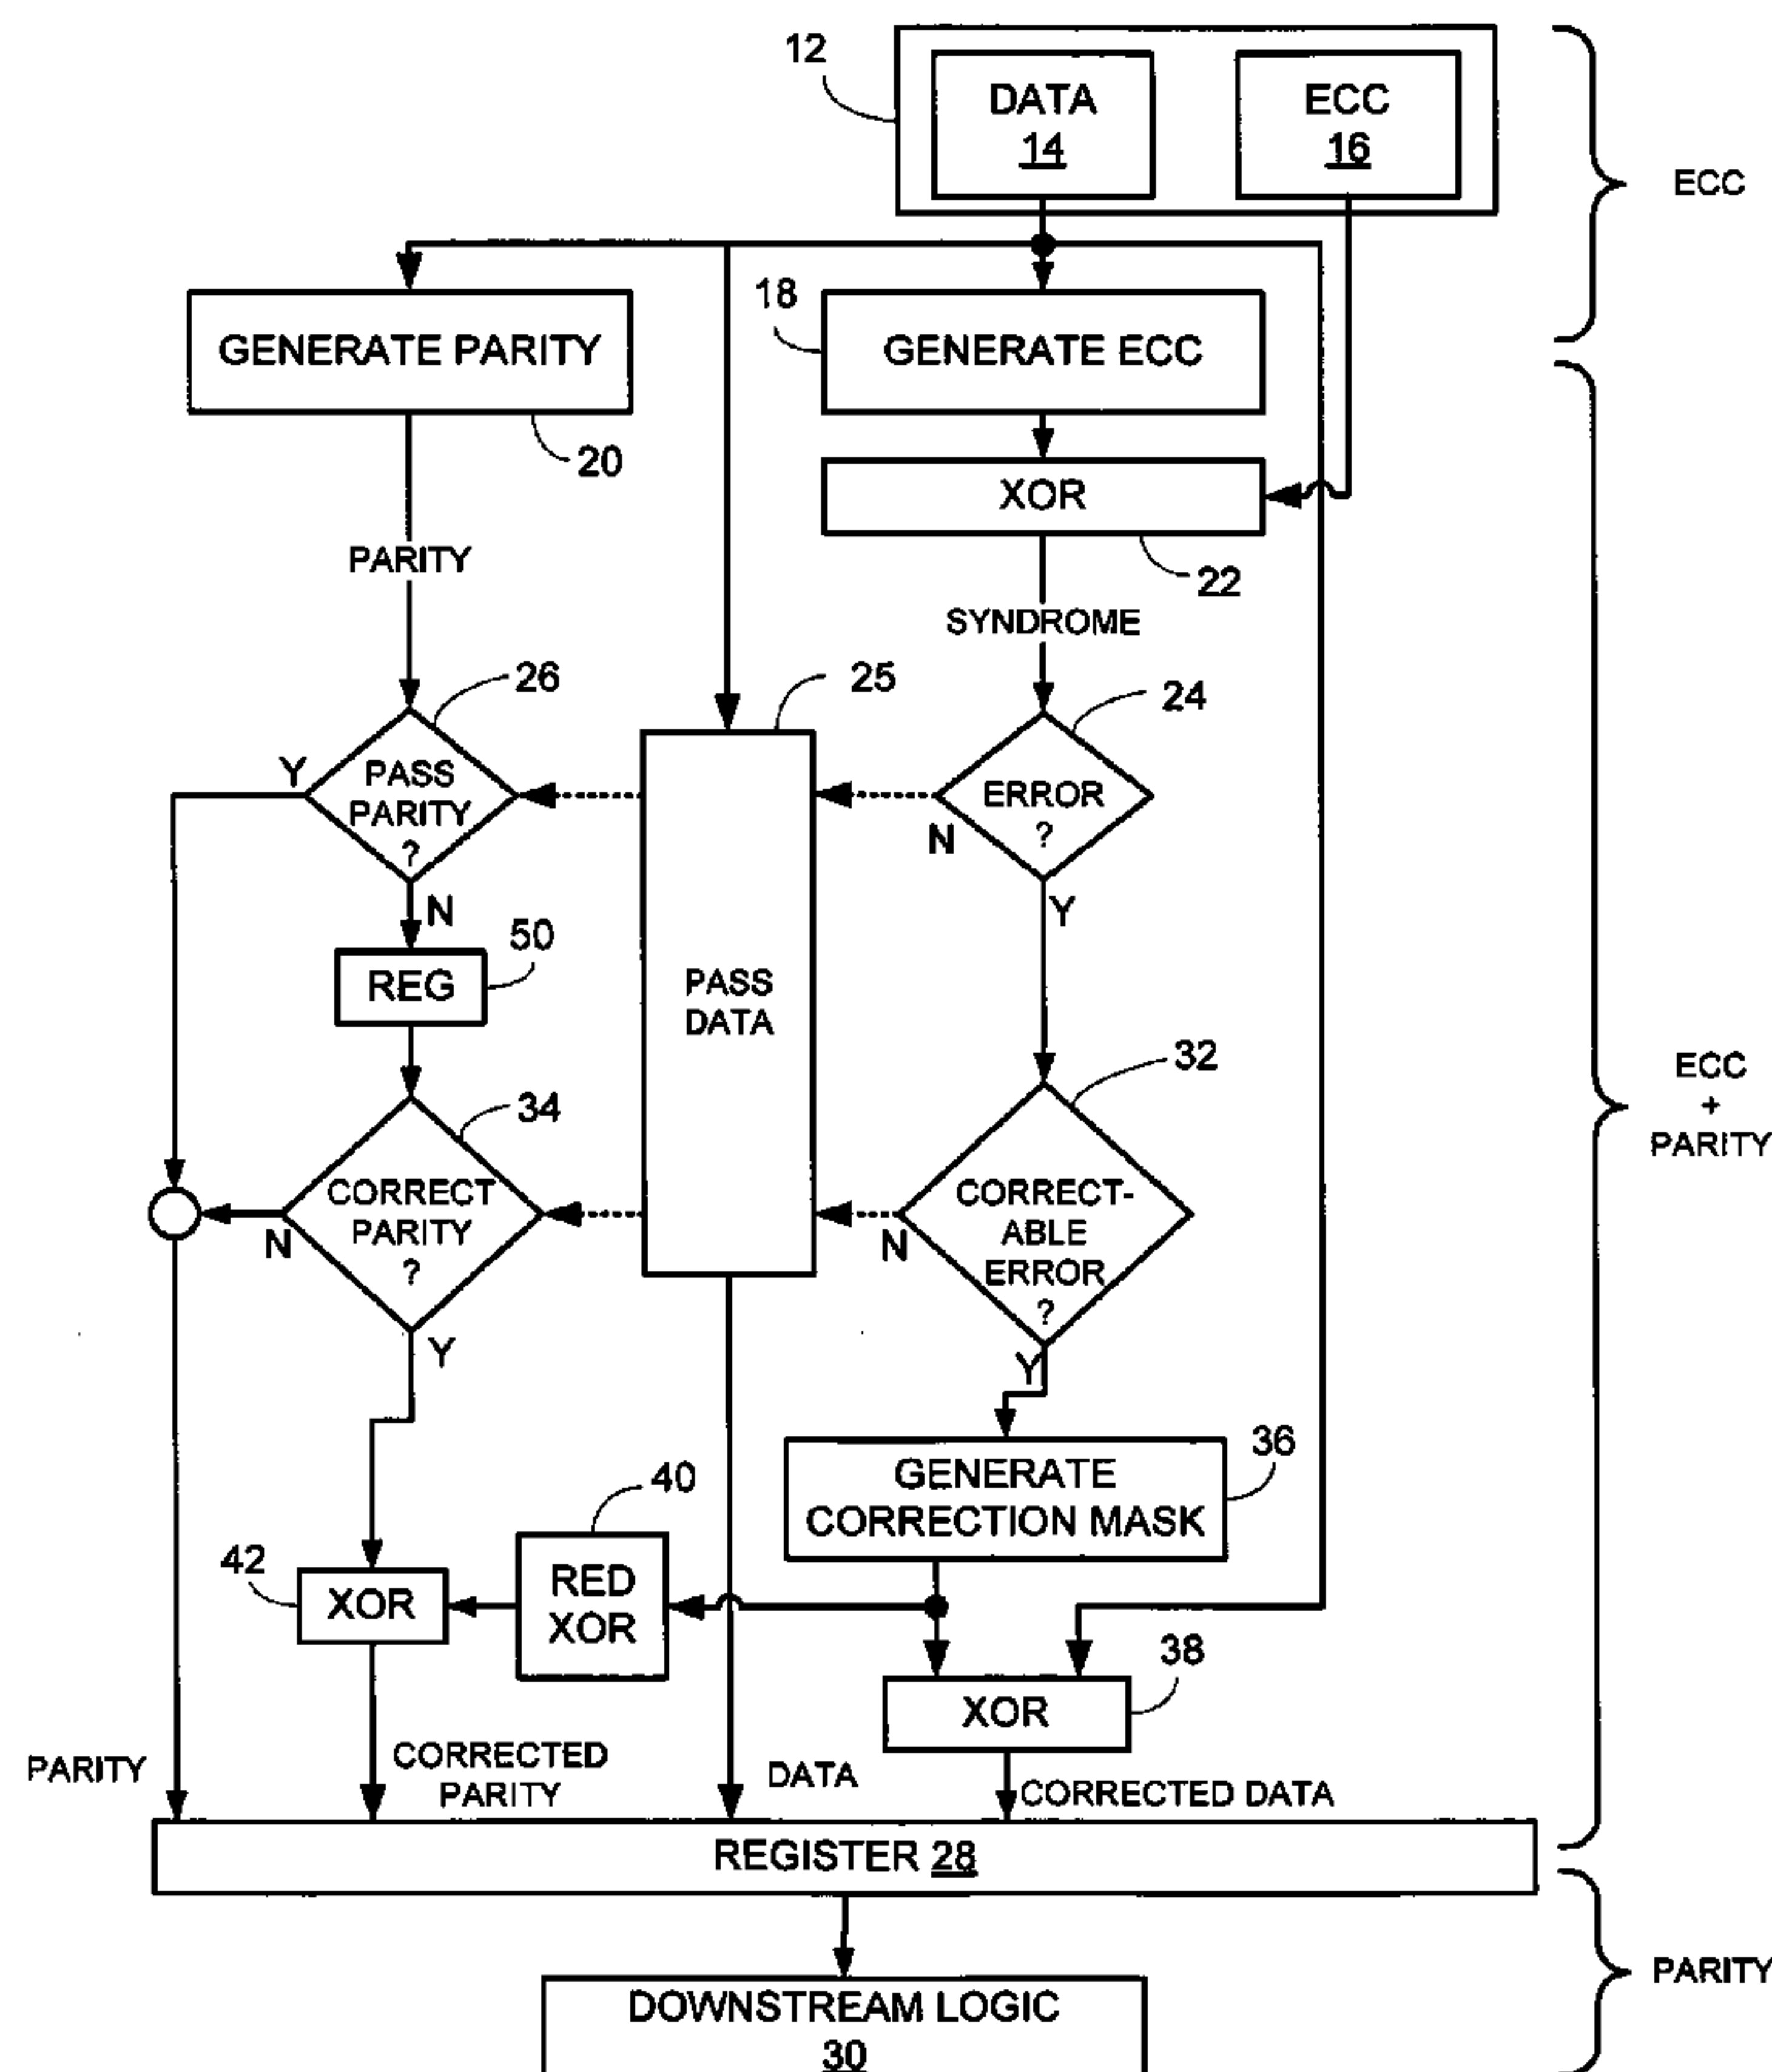 12
DATA
14
ECC
16
ECC
18
GENERATE PARITY
GENERATE ECC
20
XOR
PARITY
22
SYNDROME
26
25
24
Y
PASS
PARITY
?
ERROR
?
N
N
Y
50
REG
PASS
DATA
32
34
ECC
+
PARITY
CORRECT
PARITY
?
CORRECT-
ABLE
ERROR
?
N
N
Y
Y
36
GENERATE
CORRECTION MASK
40
42
XOR
RED
XOR
38
XOR
PARITY
CORRECTED
PARITY
DATA
CORRECTED DATA
REGISTER 28
PARITY
DOWNSTREAM LOGIC
30